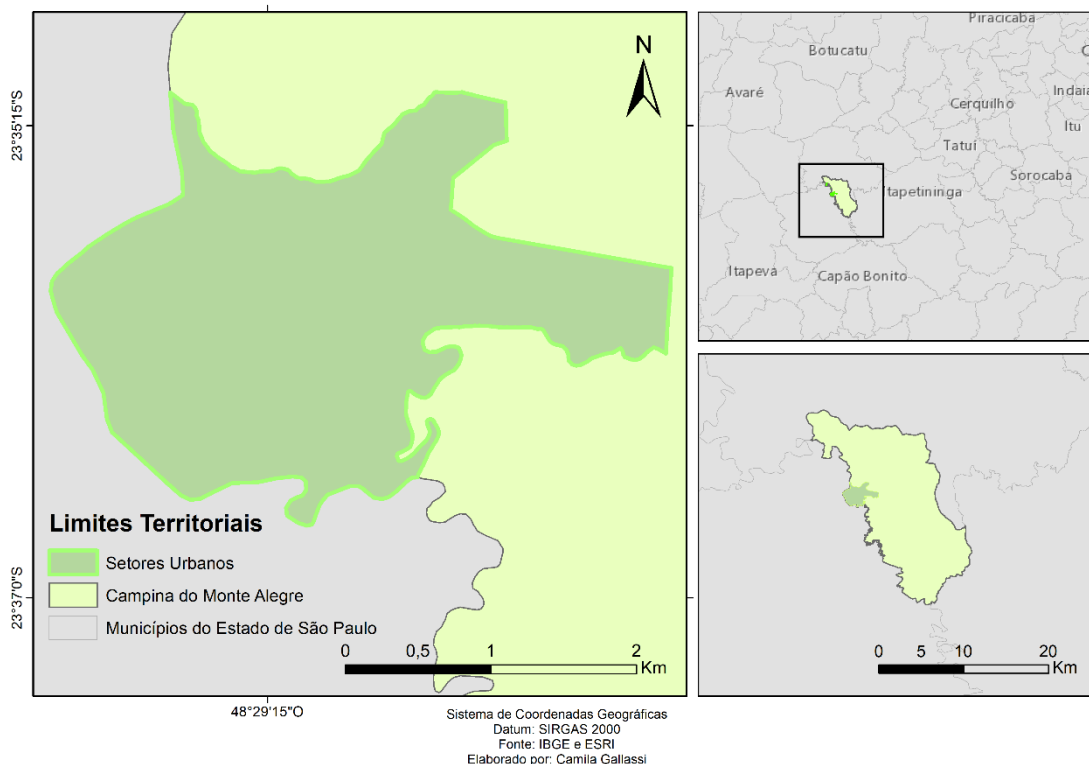 23°35'15"S
23°37'0"S
48°29'15"O
N
Limites Territoriais
Setores Urbanos
Campina do Monte Alegre
Municípios do Estado de São Paulo
0 0,5 1 2
Km
Sistema de Coordenadas Geográficas
Datum: SIRGAS 2000
Fonte: IBGE e ESRI
Elaborado por: Camila Gallassi
Piracicaba
Botucatu
Avaré
Indaia
Cerquilho
Itu
Tatuí
Sorocaba
Itapetininga
Itapeva
Capão Bonito
0 5 10 20
Km